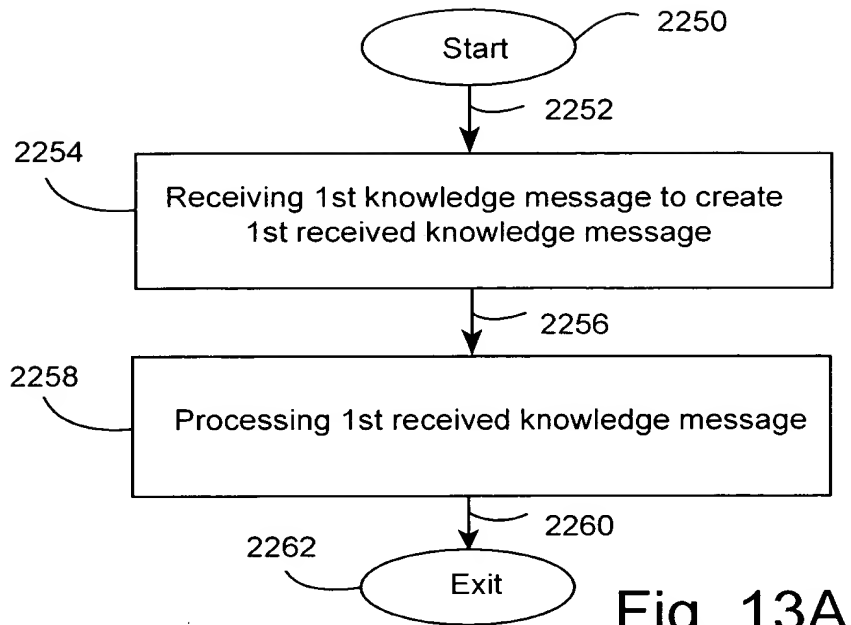 Start
2250
2252
2254
Receiving 1st knowledge message to create
1st received knowledge message
2256
2258
Processing 1st received knowledge message
2260
2262
Exit
Fig. 13A